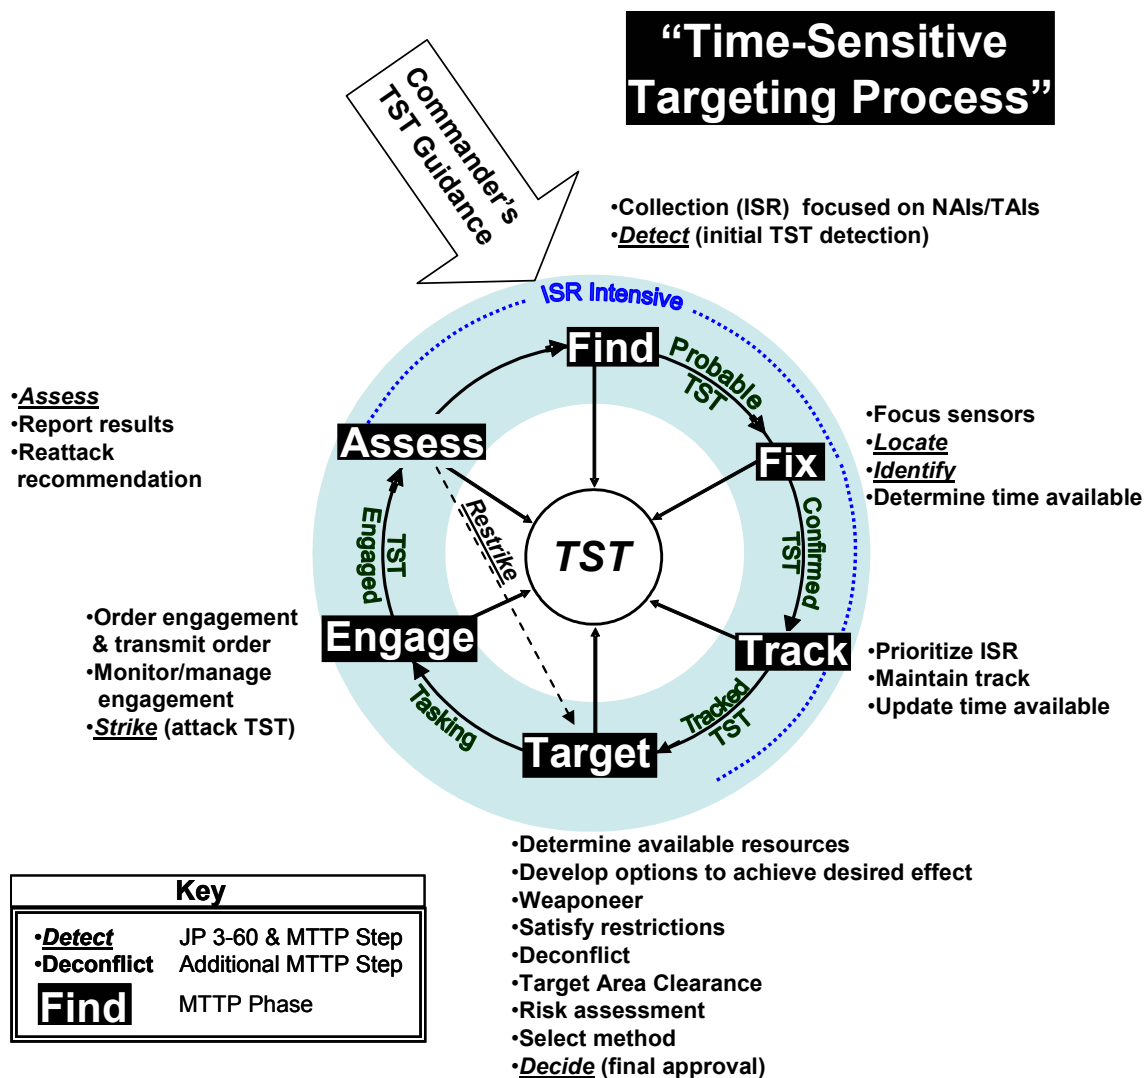 “Time-Sensitive
Targeting Process”
Commander's
TST Guidance
•Collection (ISR) focused on NAIs/TAIs
•Detect (initial TST detection)
ISR Intensive
Find
Probable
TST
•Assess
•Report results
•Reattack
recommendation
Assess
Fix
•Focus sensors
•Locate
•Identify
•Determine time available
Restrike
TST
Engaged
TST
Confirmed
TST
•Order engagement
& transmit order
•Monitor/manage
engagement
•Strike (attack TST)
Engage
Track
•Prioritize ISR
•Maintain track
•Update time available
Tasking
Tracked
TST
Target
•Determine available resources
•Develop options to achieve desired effect
•Weaponeer
•Satisfy restrictions
•Deconflict
•Target Area Clearance
•Risk assessment
•Select method
•Decide (final approval)
Key
•Detect JP 3-60 & MTTP Step
•Deconflict Additional MTTP Step
Find MTTP Phase